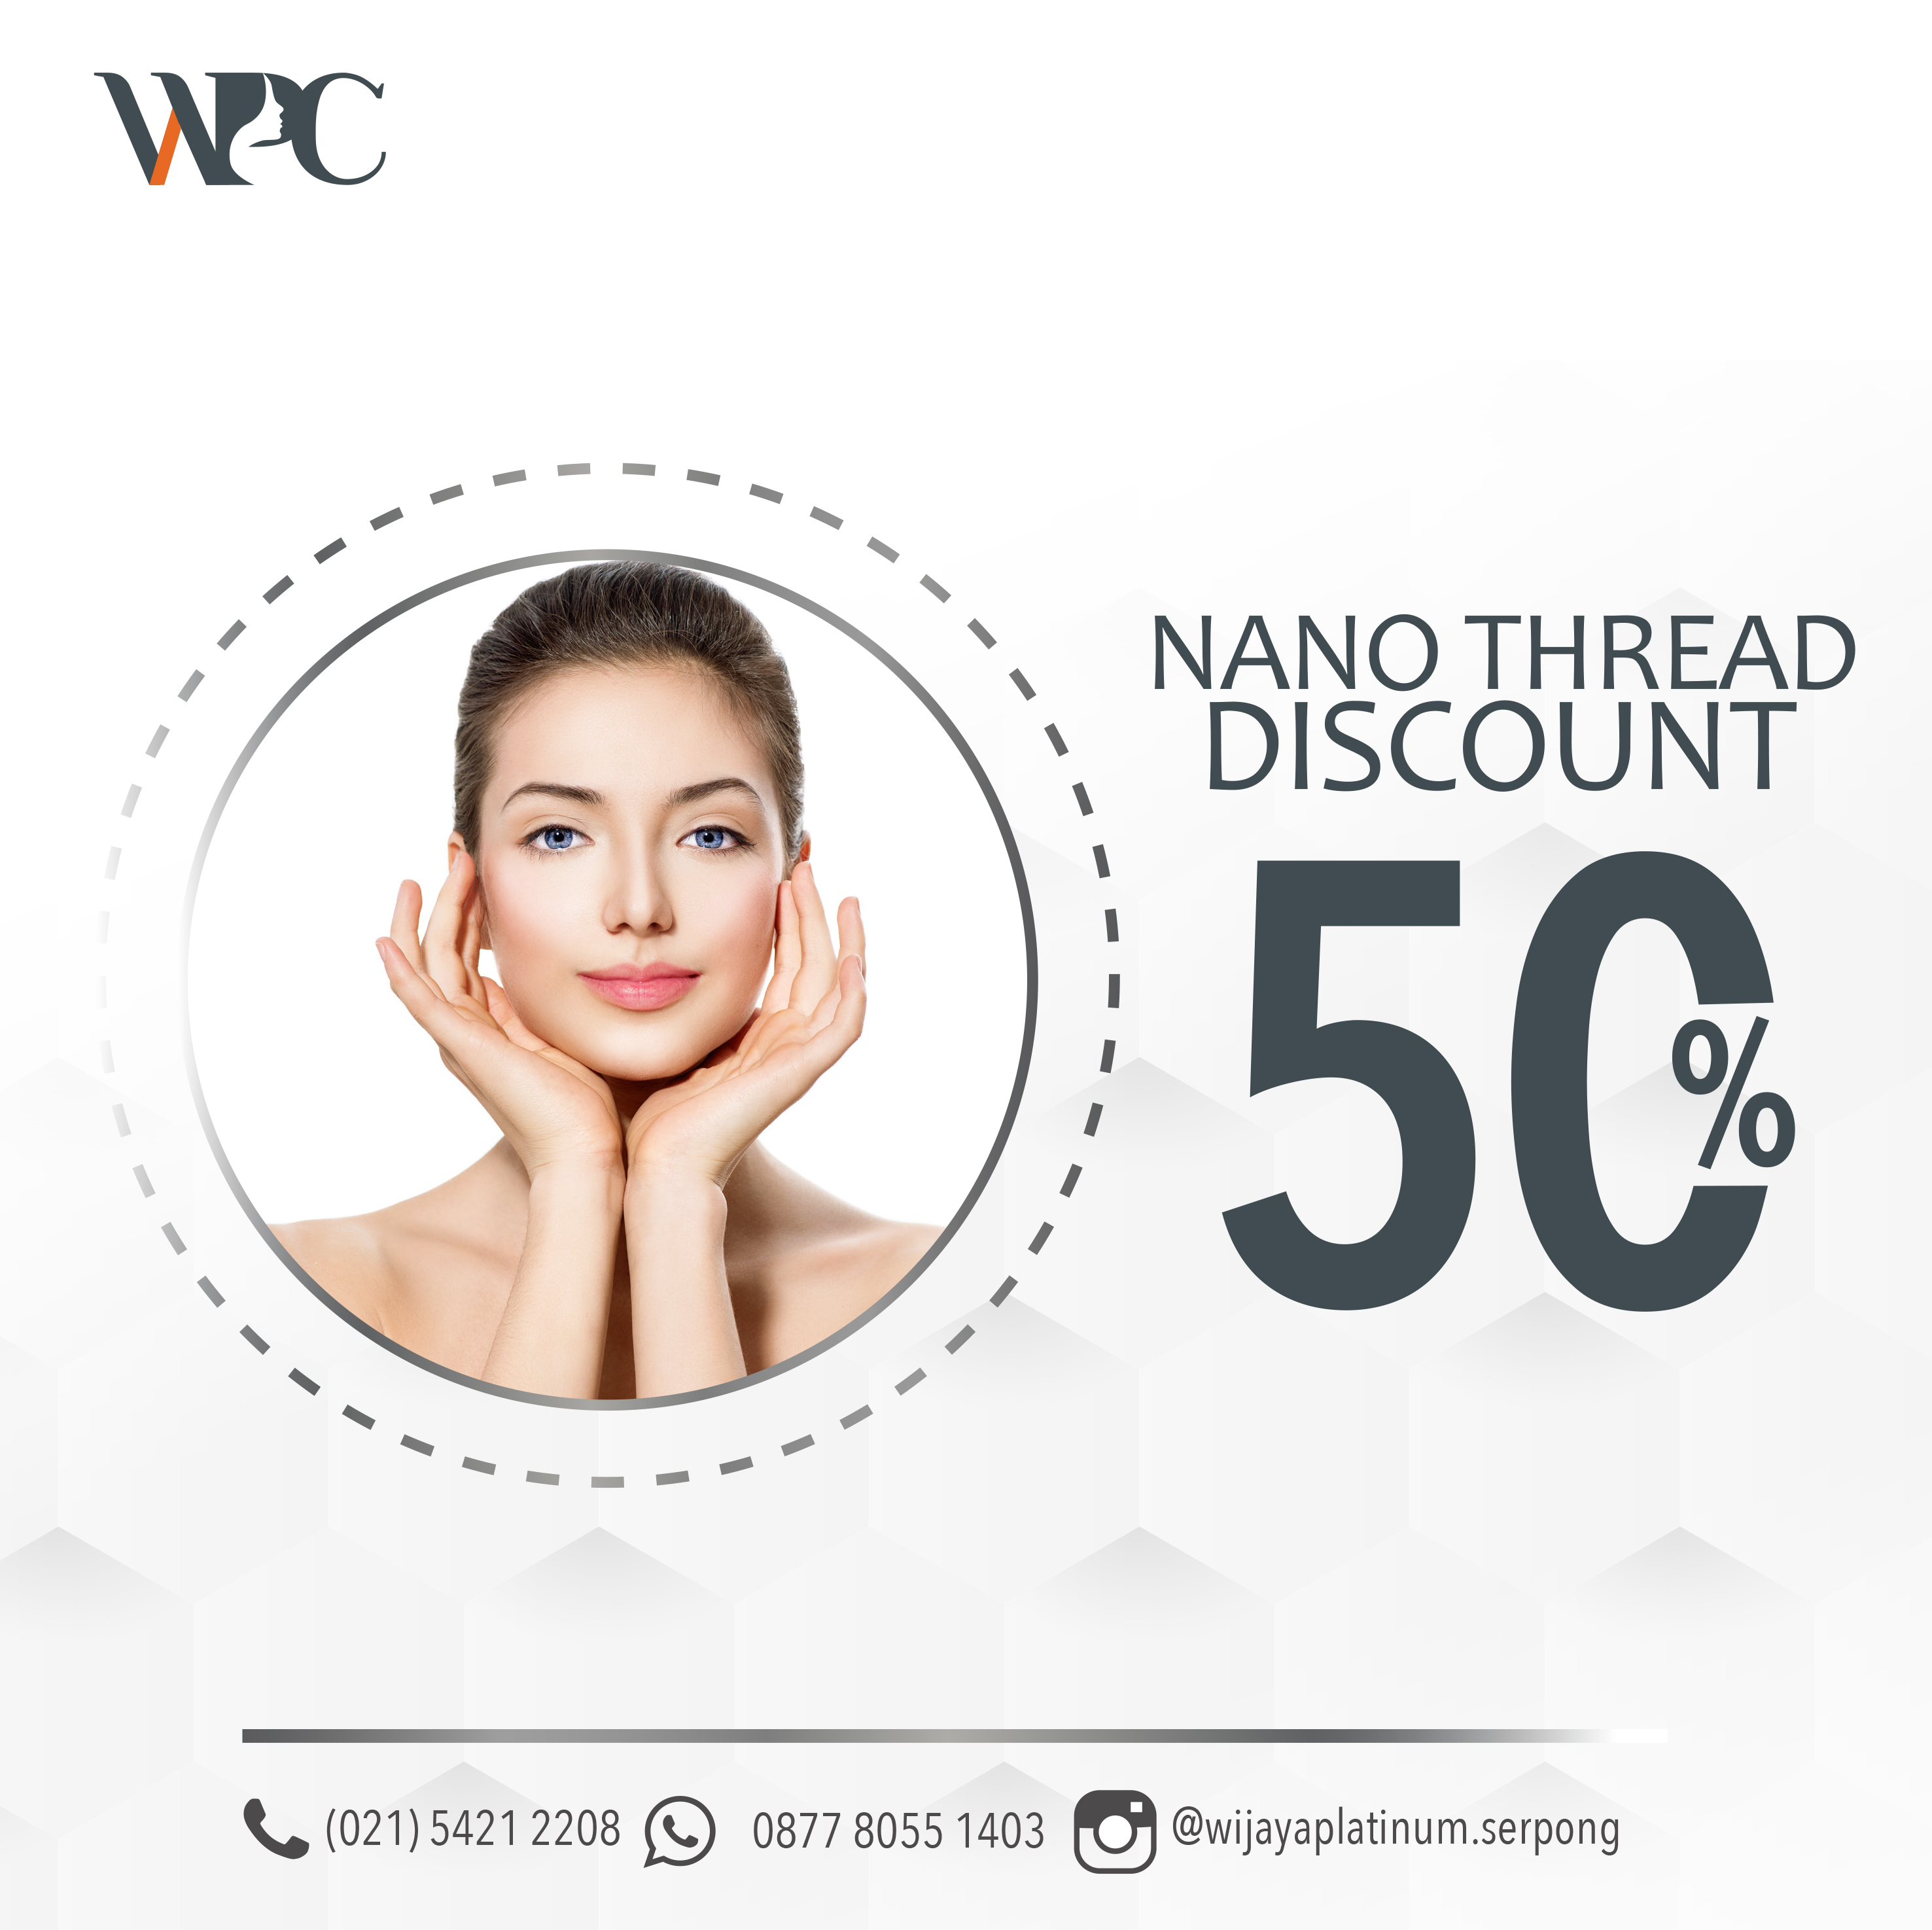 WPC
NANO THREAD
DISCOUNT
50%
(021) 5421 2208
0877 8055 1403
@wijayaplatinum.serpong